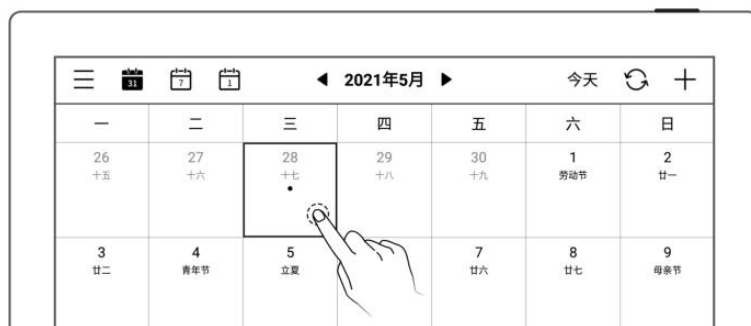 31 7 1 2021年5月 今天
一 二 三 四 五 六 日
26 27 28 29 30 1 2
十五 十六 十七 十八 十九 劳动节 廿一
3 4 5 7 8 9
廿二 青年节 立夏 廿六 廿七 母亲节